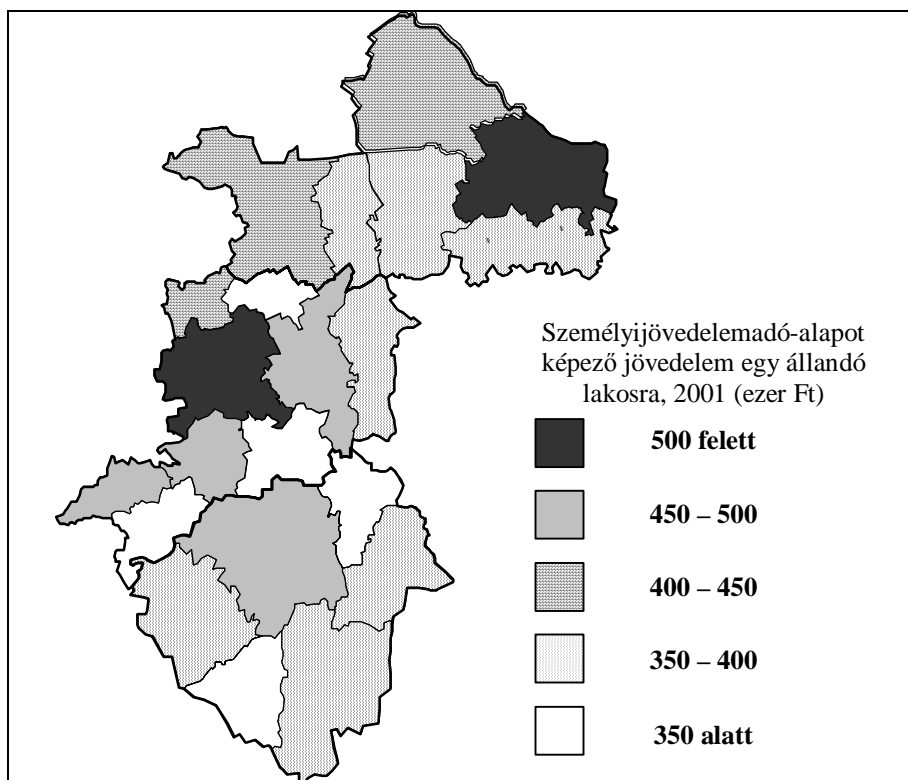 Személyijövedelemadó-alapot
képező jövedelem egy állandó
lakosra, 2001 (ezer Ft)
500 felett
450 – 500
400 – 450
350 – 400
350 alatt